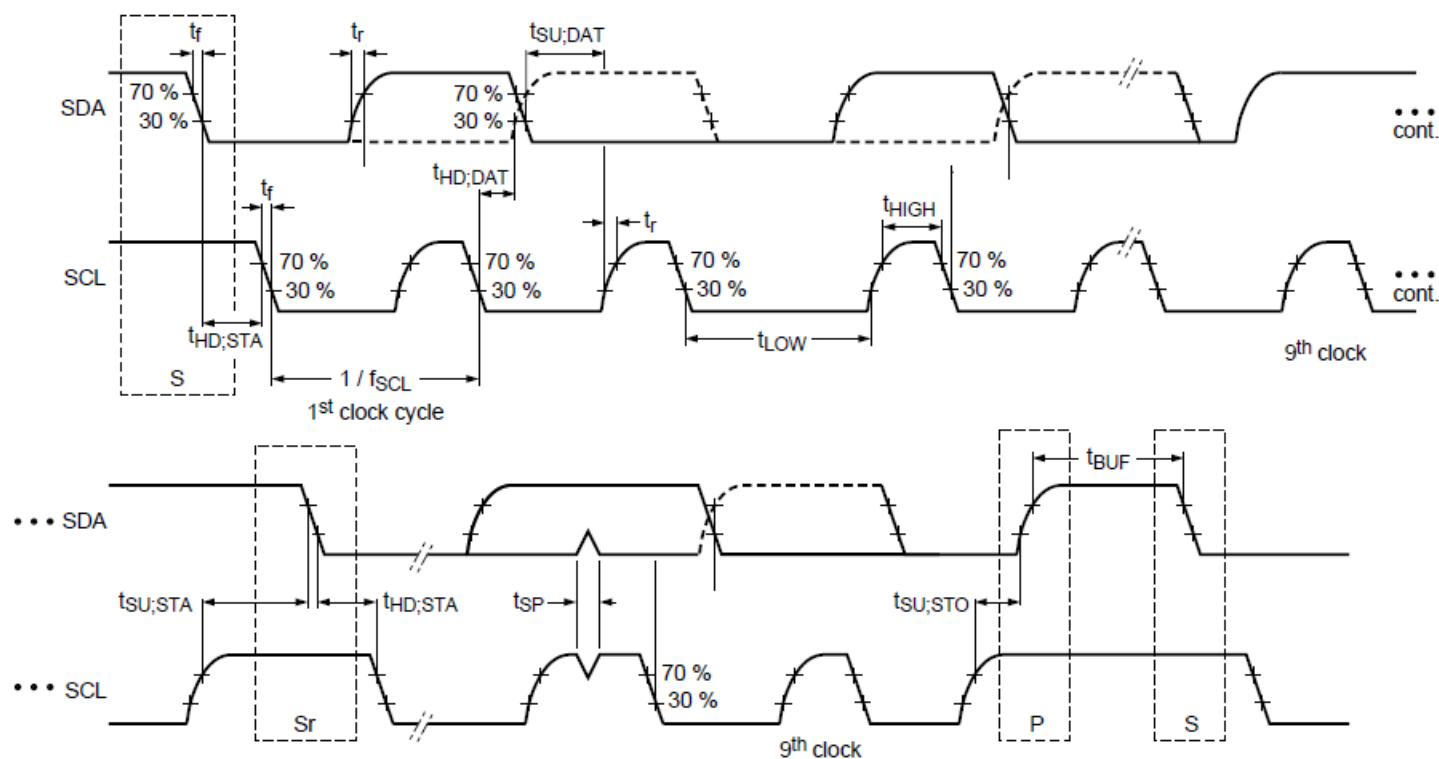 tf
tr
tSU;DAT
SDA
70 %
30 %
70 %
30 %
••• cont.
tHD;DAT
tf
tr
tHIGH
SCL
70 %
30 %
70 %
30 %
70 %
30 %
70 %
30 %
••• cont.
tHD;STA
tLOW
9th clock
S
1 / fSCL
1st clock cycle
tBUF
••• SDA
tSU;STA
tHD;STA
tSP
tSU;STO
••• SCL
70 %
30 %
Sr
P
S
9th clock